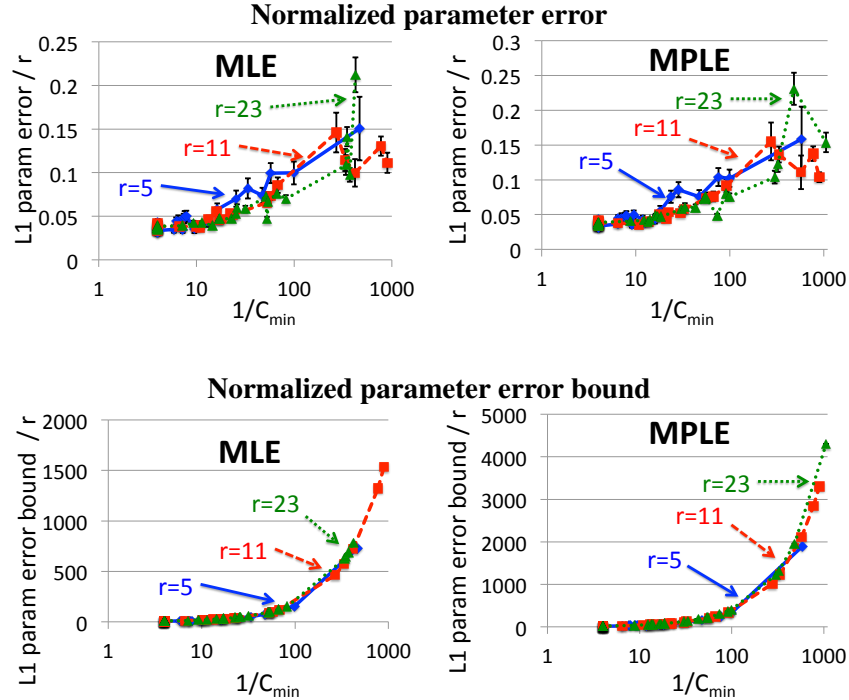 Normalized parameter error
L1 param error / r
0.25
0.2
0.15
0.1
0.05
0
MLE
r=23
r=11
r=5
1
10
100
1000
1/Cmin
L1 param error / r
0.3
0.25
0.2
0.15
0.1
0.05
0
MPLE
r=23
r=11
r=5
1
10
100
1000
1/Cmin
Normalized parameter error bound
L1 param error bound / r
2000
1500
1000
500
0
MLE
r=23
r=11
r=5
1
10
100
1000
1/Cmin
L1 param error bound / r
5000
4000
3000
2000
1000
0
MPLE
r=23
r=11
r=5
1
10
100
1000
1/Cmin